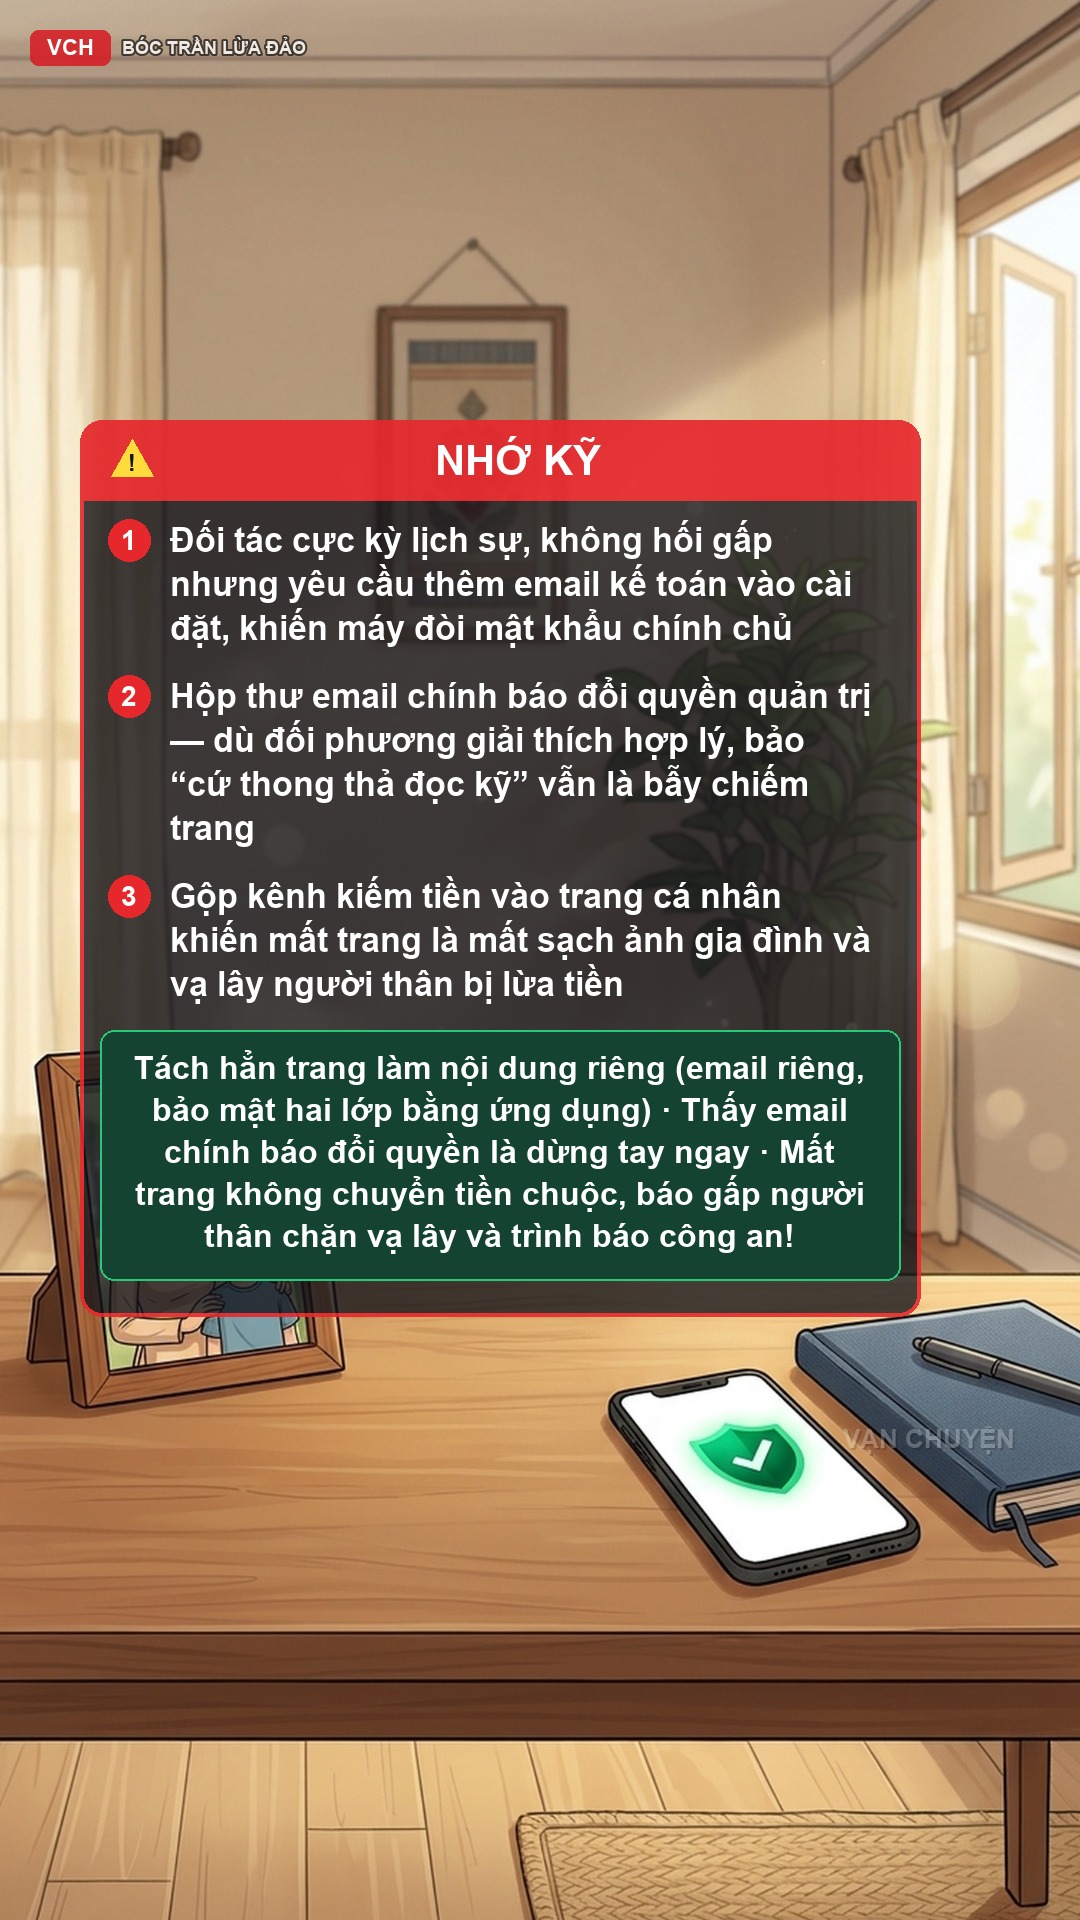 VCH BÓC TRẦN LỪA ĐẢO
! NHỚ KỸ
1 Đối tác cực kỳ lịch sự, không hối gấp
nhưng yêu cầu thêm email kế toán vào cài
đặt, khiến máy đòi mật khẩu chính chủ
2 Hộp thư email chính báo đổi quyền quản trị
— dù đối phương giải thích hợp lý, bảo
“cứ thong thả đọc kỹ” vẫn là bẫy chiếm
trang
3 Gộp kênh kiếm tiền vào trang cá nhân
khiến mất trang là mất sạch ảnh gia đình và
vạ lây người thân bị lừa tiền
Tách hẳn trang làm nội dung riêng (email riêng,
bảo mật hai lớp bằng ứng dụng) · Thấy email
chính báo đổi quyền là dừng tay ngay · Mất
trang không chuyển tiền chuộc, báo gấp người
thân chặn vạ lây và trình báo công an!
VẠN CHUYỆN